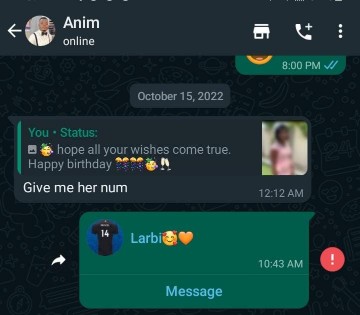 Anim
online
8:00 PM
October 15, 2022
You • Status:
🥳 hope all your wishes come true.
Happy birthday 🎊🎊🥳🥂
Give me her num
12:12 AM
14
Larbi🥰🧡
10:43 AM
Message